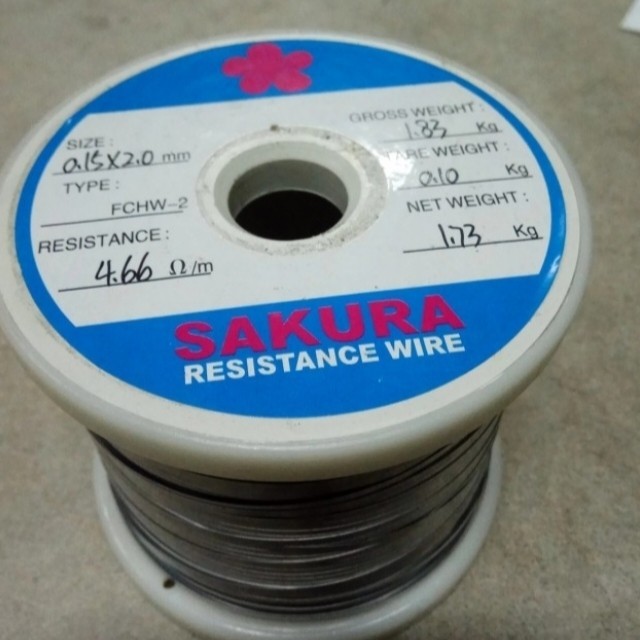 SIZE :
0.15X2.0 mm
TYPE :
FCHW-2
RESISTANCE :
4.66 Ω/m
GROSS WEIGHT :
1.83 Kg
ARE WEIGHT :
0.10 Kg
NET WEIGHT :
1.73 Kg
SAKURA
RESISTANCE WIRE